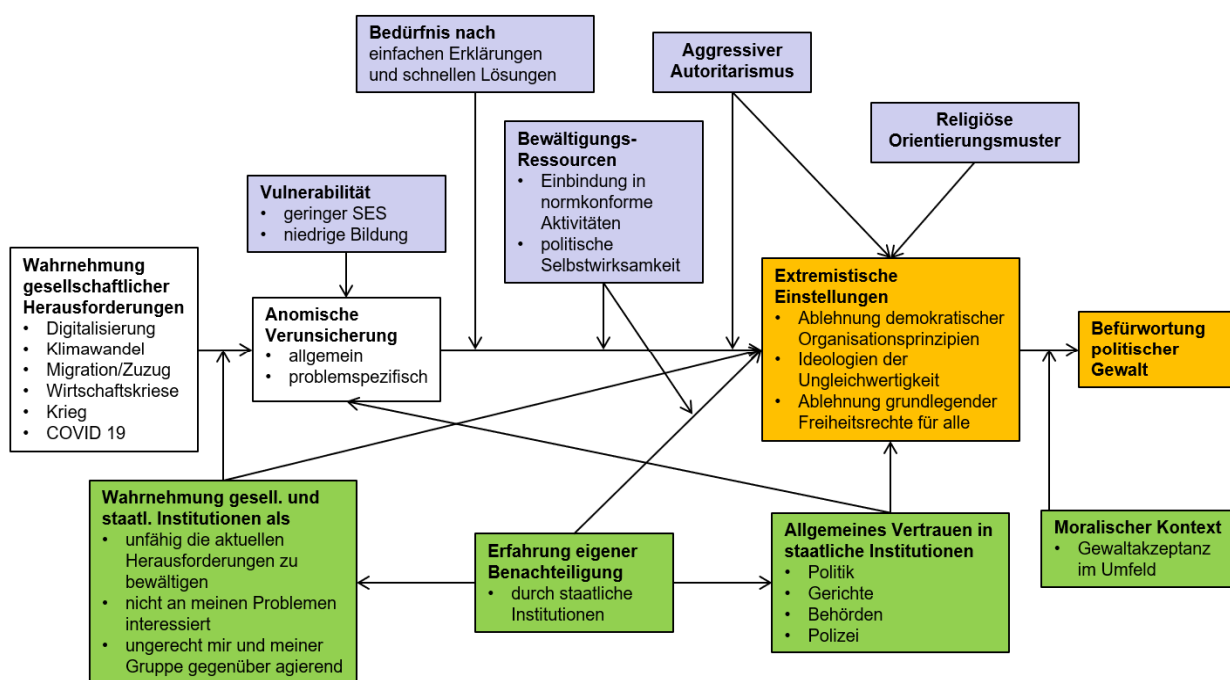 Bedürfnis nach
einfachen Erklärungen
und schnellen Lösungen
Aggressiver
Autoritarismus
Religiöse
Orientierungsmuster
Bewältigungs-
Ressourcen
• Einbindung in
normkonforme
Aktivitäten
• politische
Selbstwirksamkeit
Vulnerabilität
• geringer SES
• niedrige Bildung
Wahrnehmung
gesellschaftlicher
Herausforderungen
• Digitalisierung
• Klimawandel
• Migration/Zuzug
• Wirtschaftskriese
• Krieg
• COVID 19
Anomische
Verunsicherung
• allgemein
• problemspezifisch
Extremistische
Einstellungen
• Ablehnung demokratischer
Organisationsprinzipien
• Ideologien der
Ungleichwertigkeit
• Ablehnung grundlegender
Freiheitsrechte für alle
Befürwortung
politischer
Gewalt
Wahrnehmung gesell. und
staatl. Institutionen als
• unfähig die aktuellen
Herausforderungen zu
bewältigen
• nicht an meinen Problemen
interessiert
• ungerecht mir und meiner
Gruppe gegenüber agierend
Erfahrung eigener
Benachteiligung
• durch staatliche
Institutionen
Allgemeines Vertrauen in
staatliche Institutionen
• Politik
• Gerichte
• Behörden
• Polizei
Moralischer Kontext
• Gewaltakzeptanz
im Umfeld